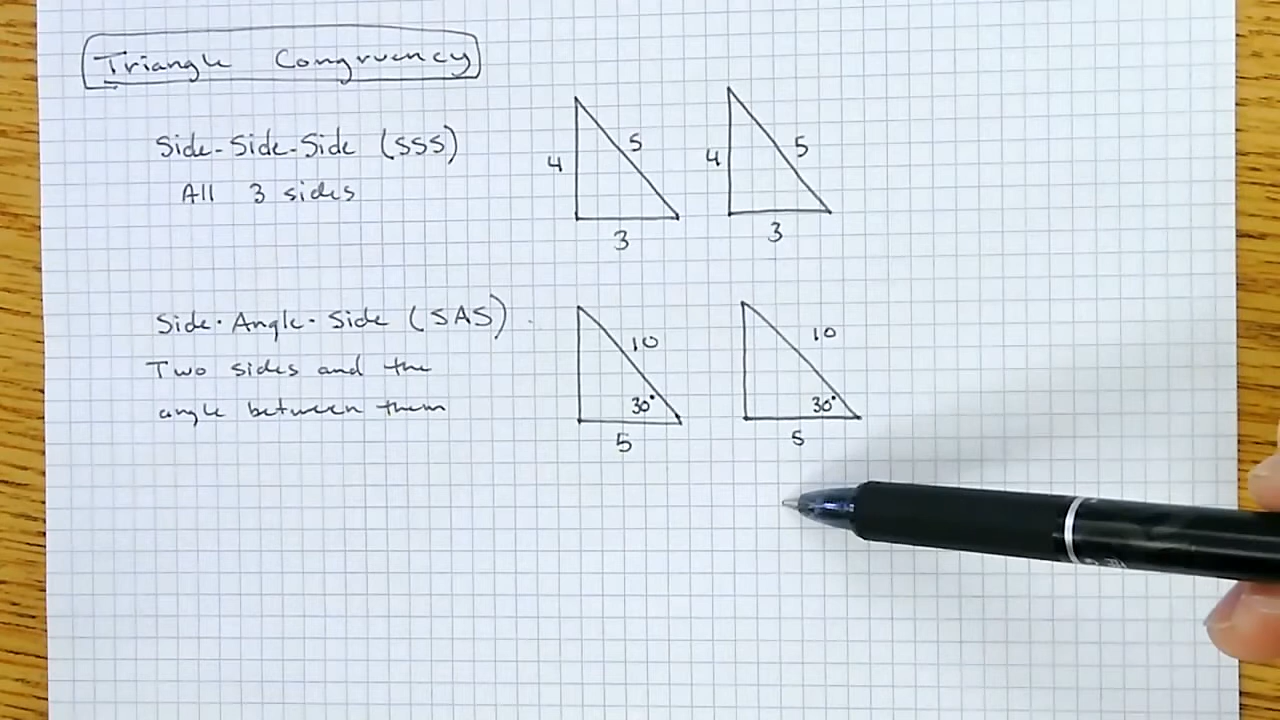 Triangle Congruency
Side-Side-Side (SSS)
All 3 sides
4 5 3
4 5 3
Side-Angle-Side (SAS)
Two sides and the
angle between them
10 30° 5
10 30° 5